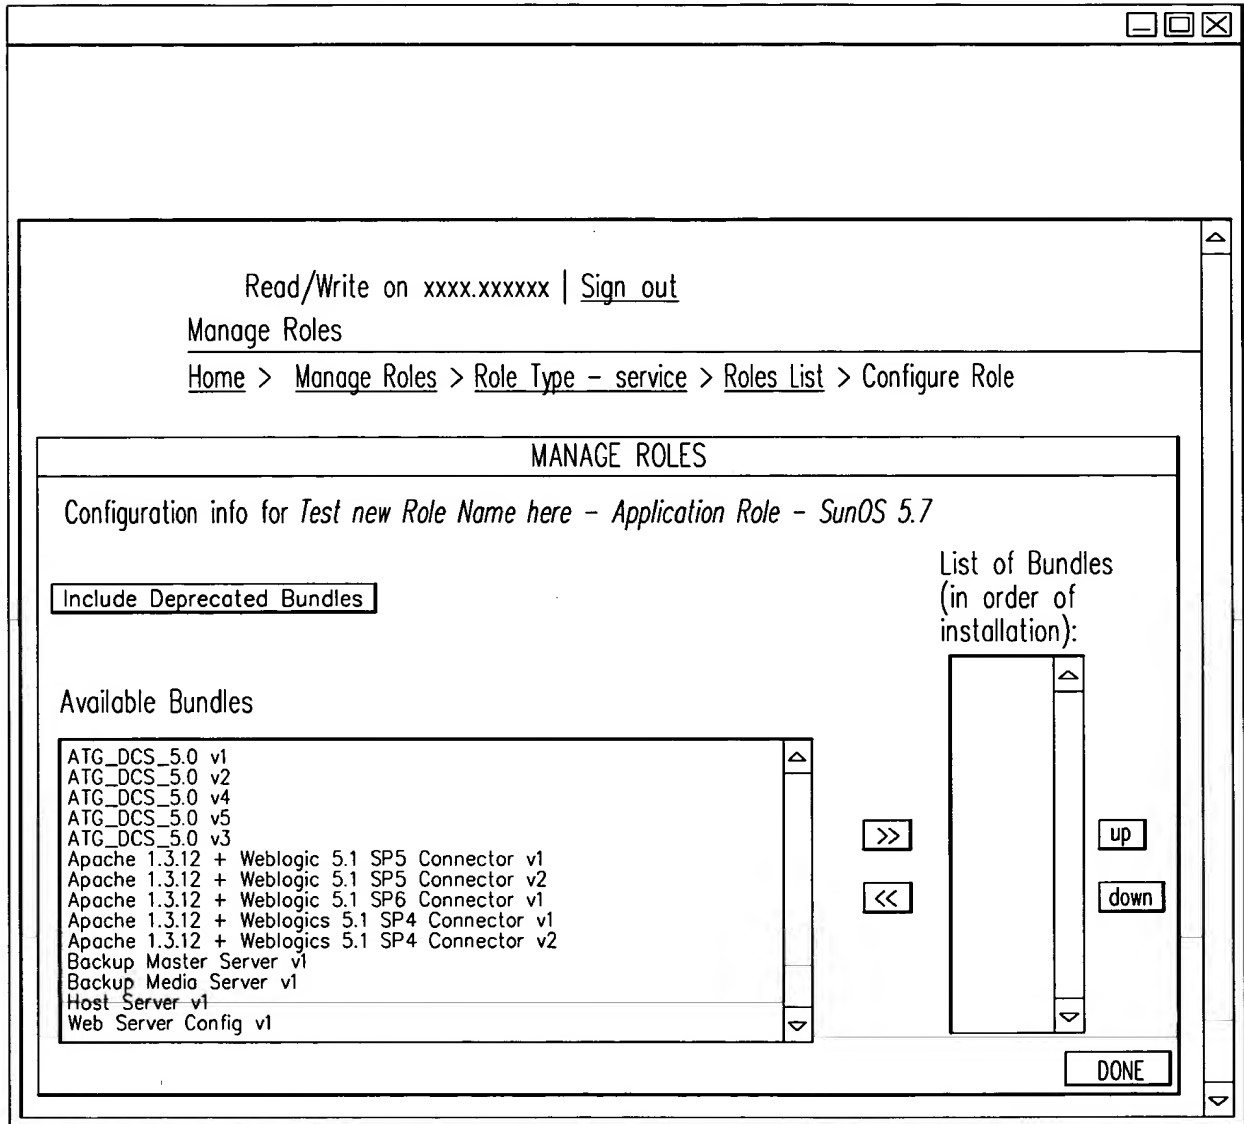 Read/Write on xxxx.xxxxxx | Sign out
Manage Roles
Home > Manage Roles > Role Type – service > Roles List > Configure Role
MANAGE ROLES
Configuration info for Test new Role Name here – Application Role – SunOS 5.7
Include Deprecated Bundles
List of Bundles
(in order of
installation):
Available Bundles
ATG_DCS_5.0 v1
ATG_DCS_5.0 v2
ATG_DCS_5.0 v4
ATG_DCS_5.0 v5
ATG_DCS_5.0 v3
Apache 1.3.12 + Weblogic 5.1 SP5 Connector v1
Apache 1.3.12 + Weblogic 5.1 SP5 Connector v2
Apache 1.3.12 + Weblogic 5.1 SP6 Connector v1
Apache 1.3.12 + Weblogics 5.1 SP4 Connector v1
Apache 1.3.12 + Weblogics 5.1 SP4 Connector v2
Backup Master Server v1
Backup Media Server v1
Host Server v1
Web Server Config v1
>>
<<
up
down
DONE